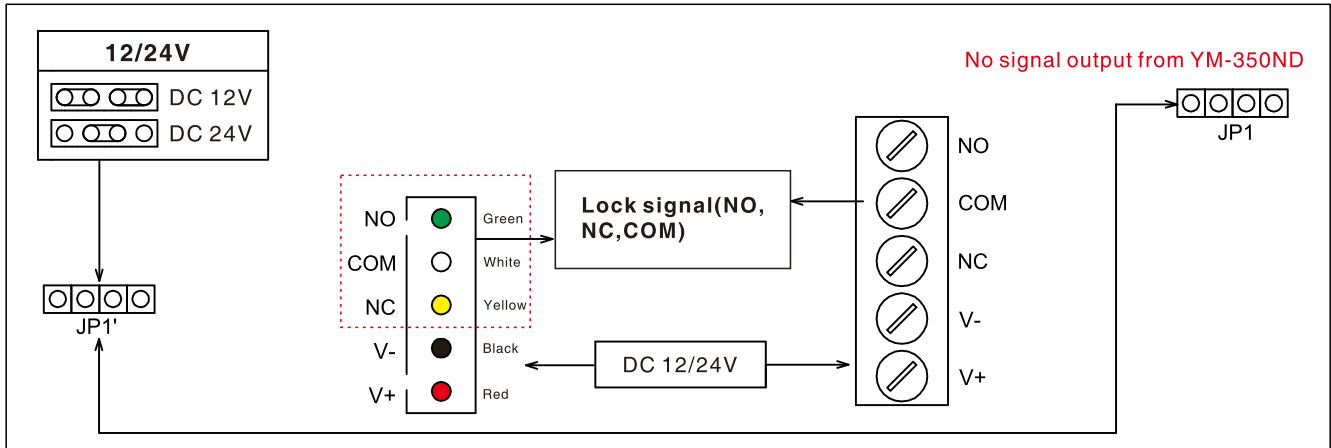 12/24V
DC 12V
DC 24V
JP1'
NO Green
COM White
NC Yellow
V- Black
V+ Red
Lock signal(NO,
NC,COM)
DC 12/24V
No signal output from YM-350ND
JP1
NO
COM
NC
V-
V+